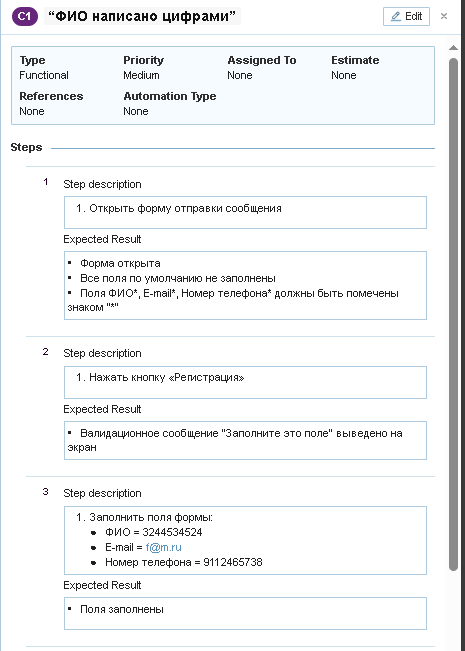 C1 “ФИО написано цифрами” Edit ×
Type Priority Assigned To Estimate
Functional Medium None None
References Automation Type
None None
Steps
1 Step description
1. Открыть форму отправки сообщения
Expected Result
• Форма открыта
• Все поля по умолчанию не заполнены
• Поля ФИО*, E-mail*, Номер телефона* должны быть помечены
знаком "*"
2 Step description
1. Нажать кнопку «Регистрация»
Expected Result
• Валидационное сообщение "Заполните это поле" выведено на
экран
3 Step description
1. Заполнить поля формы:
• ФИО = 3244534524
• E-mail = f@m.ru
• Номер телефона = 9112465738
Expected Result
• Поля заполнены